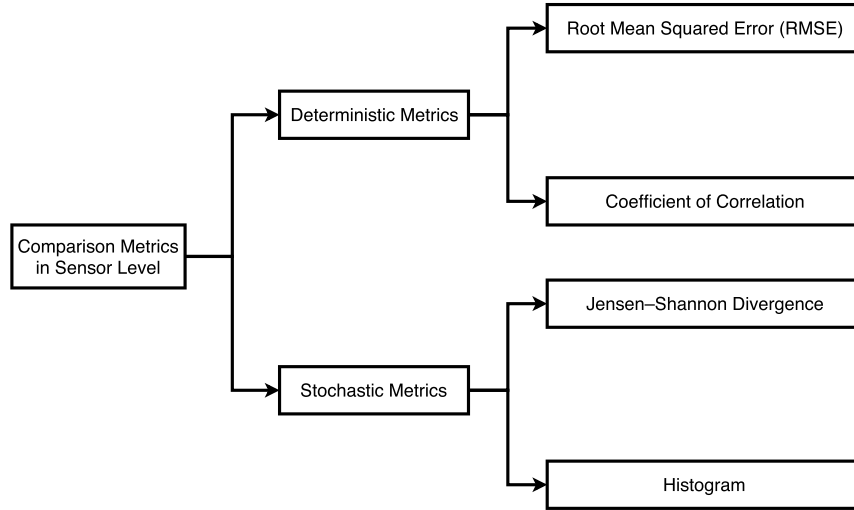 Root Mean Squared Error (RMSE)
Deterministic Metrics
Coefficient of Correlation
Comparison Metrics
in Sensor Level
Jensen–Shannon Divergence
Stochastic Metrics
Histogram